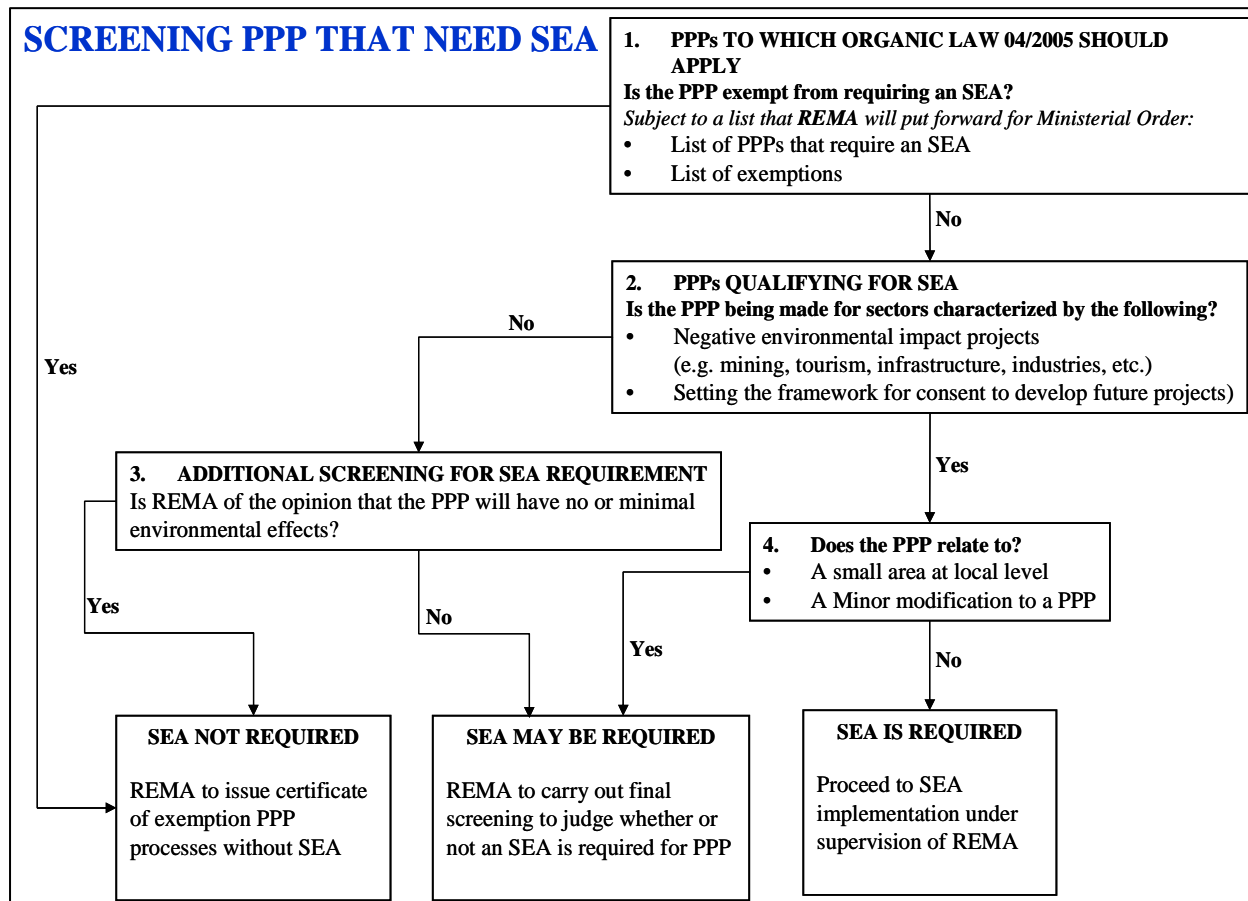 SCREENING PPP THAT NEED SEA
1. PPPs TO WHICH ORGANIC LAW 04/2005 SHOULD
APPLY
Is the PPP exempt from requiring an SEA?
Subject to a list that REMA will put forward for Ministerial Order:
• List of PPPs that require an SEA
• List of exemptions
No
2. PPPs QUALIFYING FOR SEA
Is the PPP being made for sectors characterized by the following?
• Negative environmental impact projects
(e.g. mining, tourism, infrastructure, industries, etc.)
• Setting the framework for consent to develop future projects)
No
Yes
Yes
3. ADDITIONAL SCREENING FOR SEA REQUIREMENT
Is REMA of the opinion that the PPP will have no or minimal
environmental effects?
4. Does the PPP relate to?
• A small area at local level
• A Minor modification to a PPP
Yes
No
Yes
No
SEA NOT REQUIRED
REMA to issue certificate
of exemption PPP
processes without SEA
SEA MAY BE REQUIRED
REMA to carry out final
screening to judge whether or
not an SEA is required for PPP
SEA IS REQUIRED
Proceed to SEA
implementation under
supervision of REMA